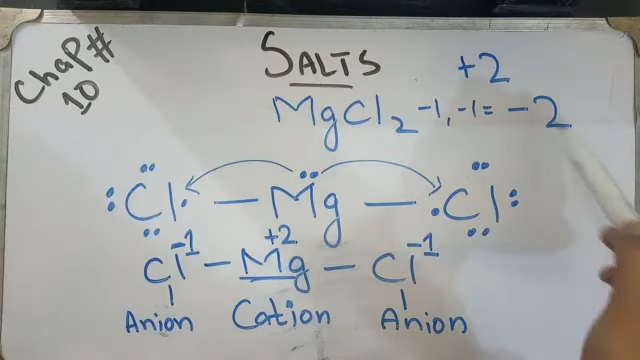 Chap#
10
SALTS
+2
MgCl2 -1, -1 = -2
Cl — Mg — Cl
+2
Cl-1 — Mg — Cl-1
Anion Cation Anion